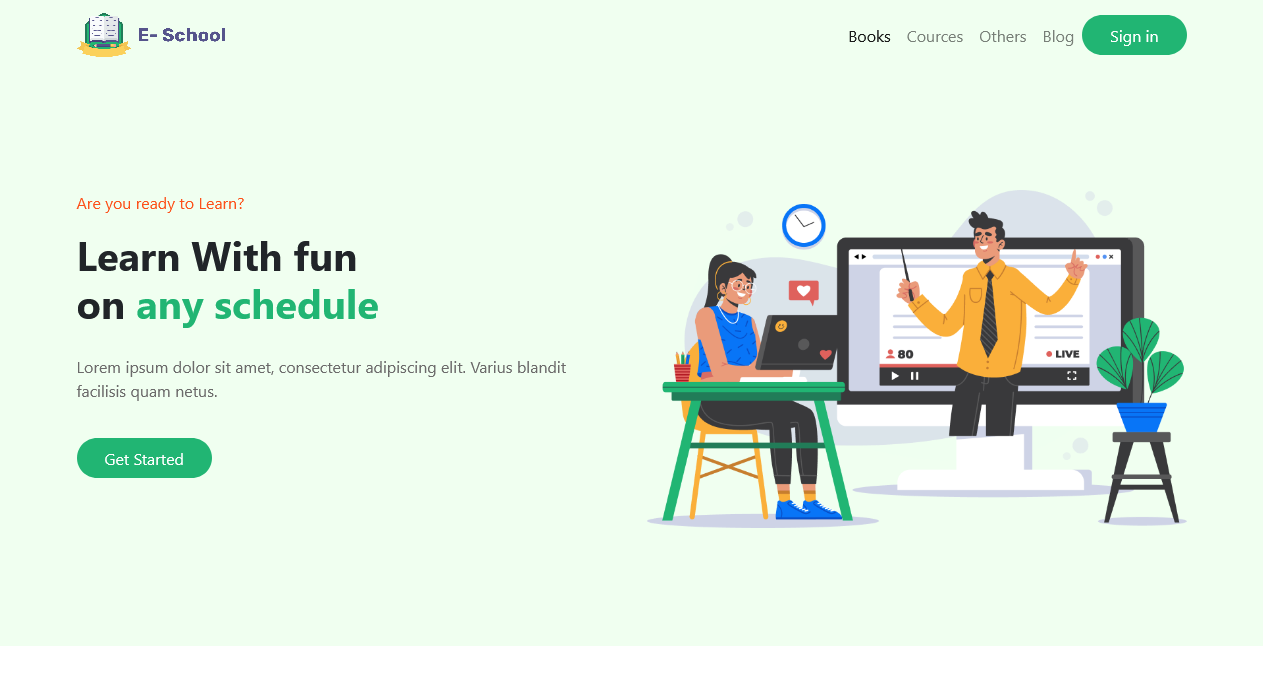 E- School
Books Cources Others Blog Sign in
Are you ready to Learn?
Learn With fun
on any schedule
Lorem ipsum dolor sit amet, consectetur adipiscing elit. Varius blandit
facilisis quam netus.
Get Started
80
LIVE